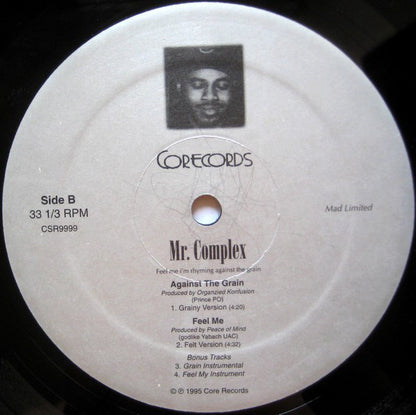 CORECORDS
Side B
33 1/3 RPM
CSR9999
Mad Limited
Mr. Complex
Feel me i'm rhyming against the grain
Against The Grain
Produced by Organzied Konfusion
(Prince PO)
1. Grainy Version (4:20)
Feel Me
Produced by Peace of Mind
(godlike Yabach UAC)
2. Felt Version (4:32)
Bonus Tracks
3. Grain Instrumental
4. Feel My Instrument
© ℗ 1995 Core Records